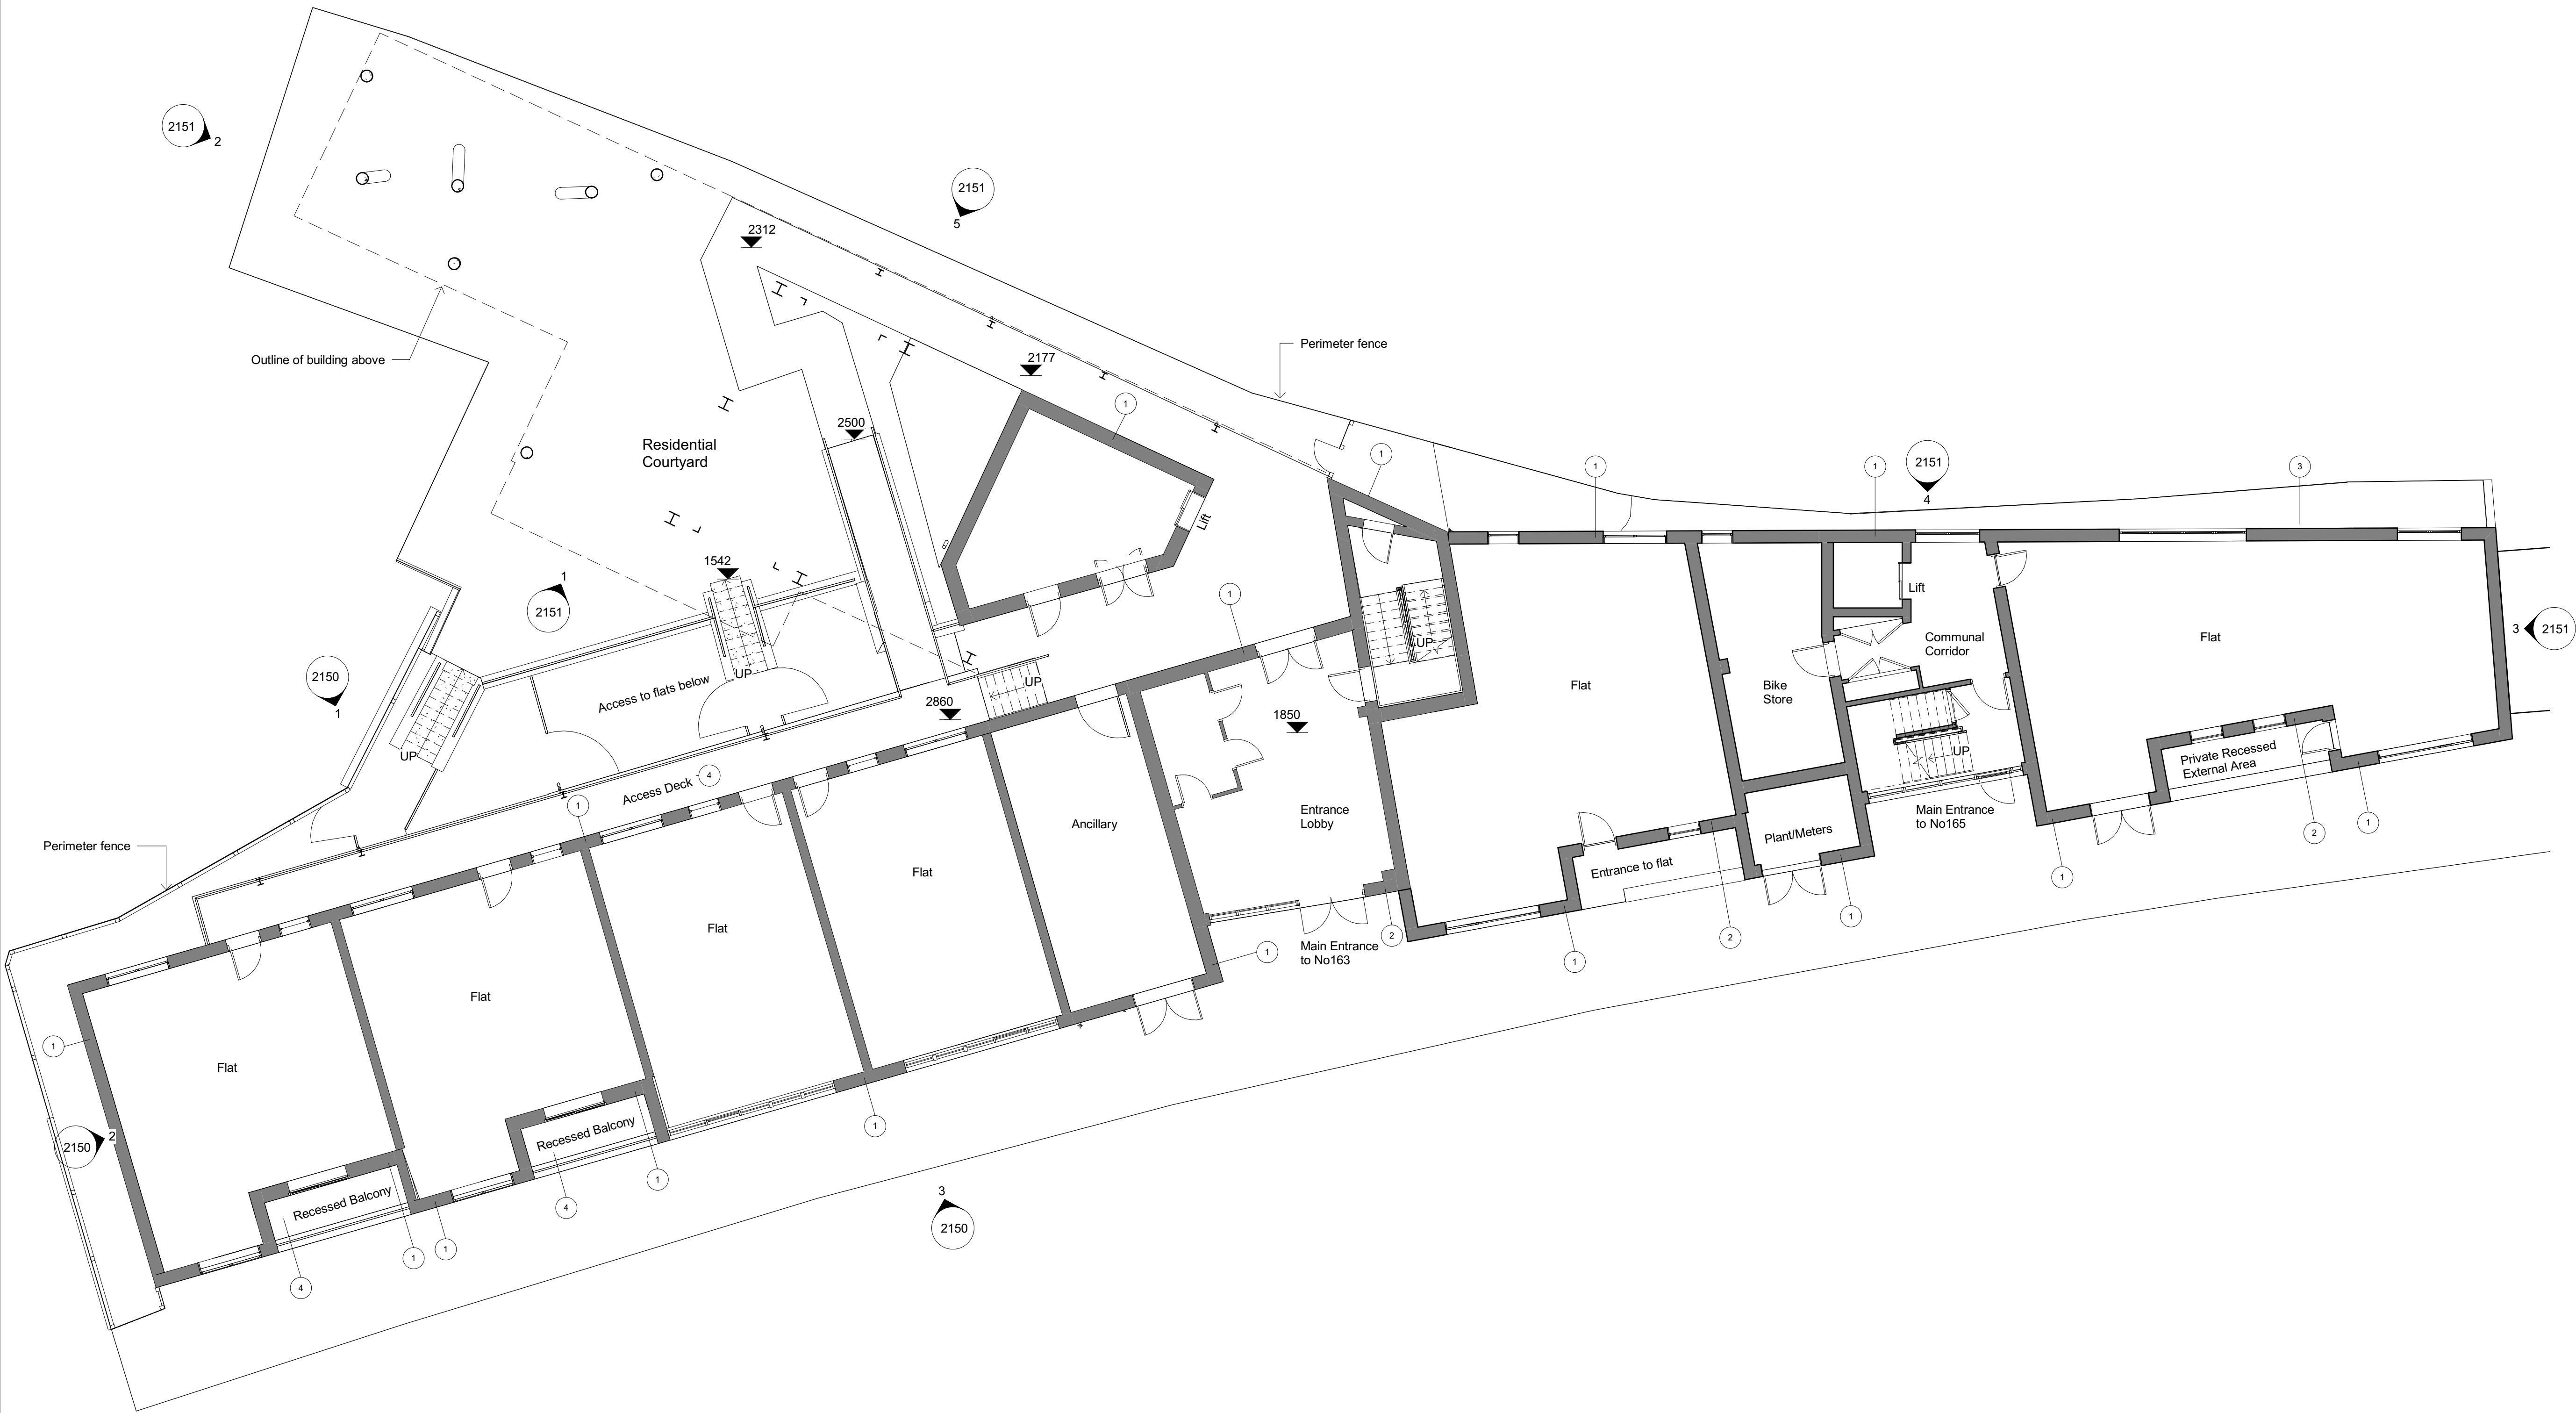 2151
2
2151
5
2312
Outline of building above
Perimeter fence
2177
1
2500
Residential
Courtyard
1
1
1
2151
4
3
Lift
1542
1
2151
1
Lift
3
2151
UP
Communal
Corridor
Flat
2150
1
UP
Access to flats below
UP
2860
1850
Flat
Bike
Store
UP
UP
Private Recessed
External Area
Access Deck
4
1
Ancillary
Entrance
Lobby
Main Entrance
to No165
Plant/Meters
2
1
Perimeter fence
Flat
Entrance to flat
1
Flat
1
2
2
1
Main Entrance
to No163
1
1
Flat
1
Flat
2150
2
Recessed Balcony
1
1
4
Recessed Balcony
3
2150
1
1
4